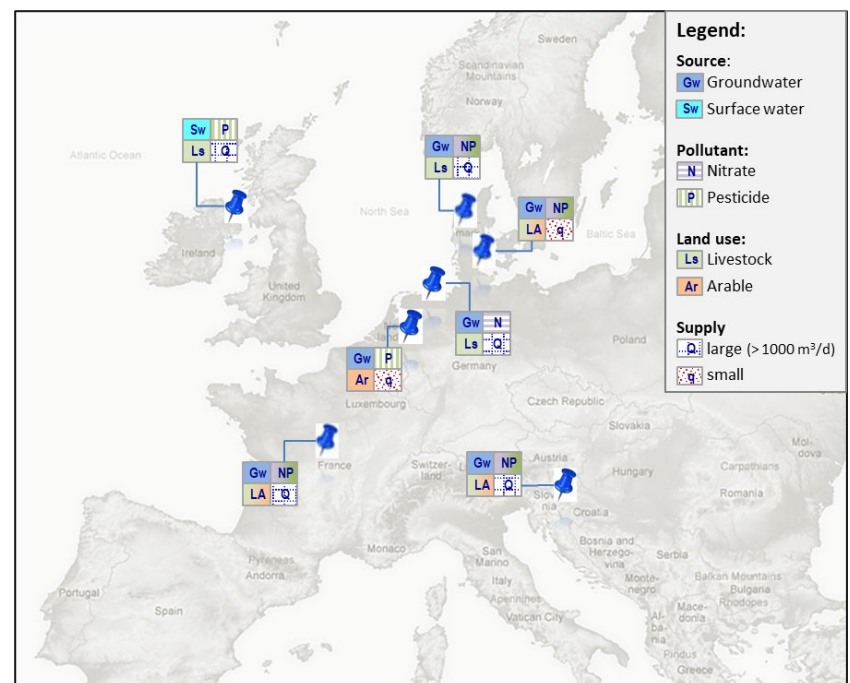 Legend:
Source:
Gw Groundwater
Sw Surface water
Pollutant:
N Nitrate
P Pesticide
Land use:
Ls Livestock
Ar Arable
Supply
Q large (> 1000 m³/d)
q small
Sweden
Scandinavian
Mountains
Norway
Atlantic Ocean
Sw P
Ls Q
Gw NP
Ls Q
Gw NP
LA q
North Sea
Baltic Sea
Ireland
United
Kingdom
Gw N
Ls Q
Poland
Germany
Gw P
Ar q
Luxembourg
Czech Republic
Slovakia
Gw NP
LA Q
France
Switzer-
land
Gw NP
LA Q
Austria
Slove
nia
Hungary
Mol-
dova
Carpathians
Romania
Croatia
Bosnia and
Herzego-
vina
Serbia
Monaco
San
Marino
Italy
Apennines
Vatican City
Monte-
negro
Balkan Mountains
Bulgaria
Rhodopes
Mace-
donia
Al-
ba-
nia
Pindus
Greece
Pyrénées
Andorra
Portugal
Spain